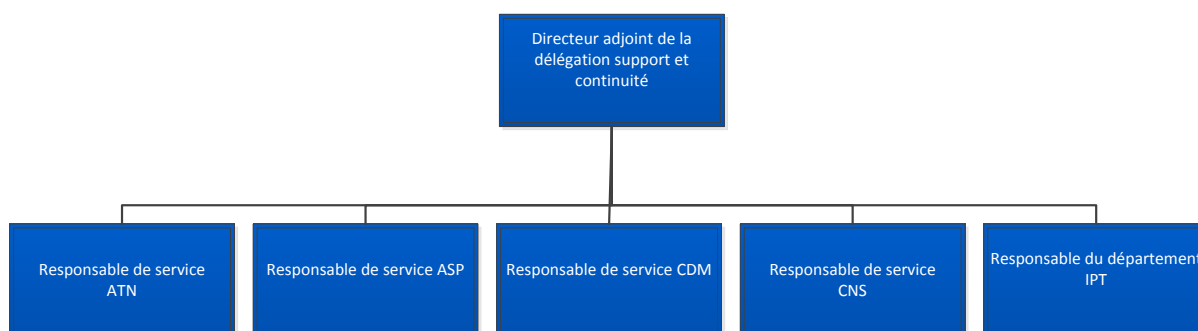 Directeur adjoint de la
délégation support et
continuité
Responsable de service
ATN
Responsable de service ASP
Responsable de service CDM
Responsable de service
CNS
Responsable du département
IPT